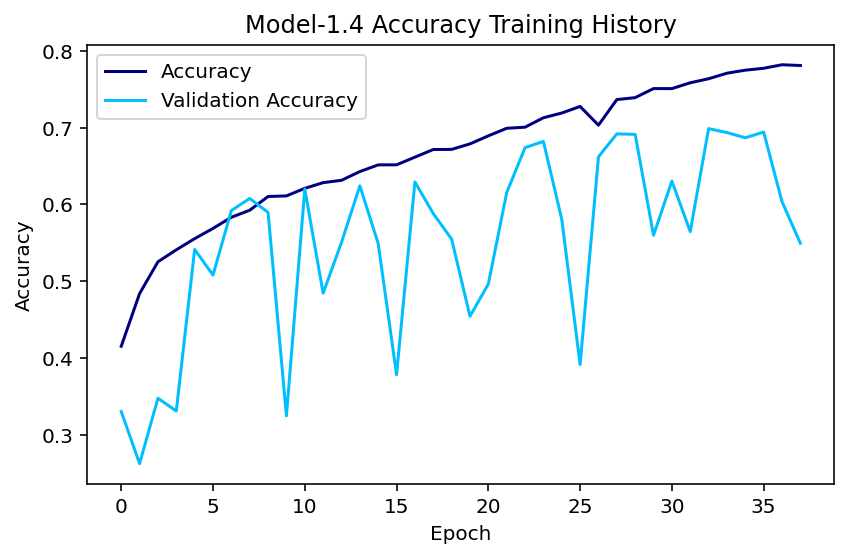 Model-1.4 Accuracy Training History
Accuracy
Validation Accuracy
Accuracy
0.8
0.7
0.6
0.5
0.4
0.3
0 5 10 15 20 25 30 35
Epoch